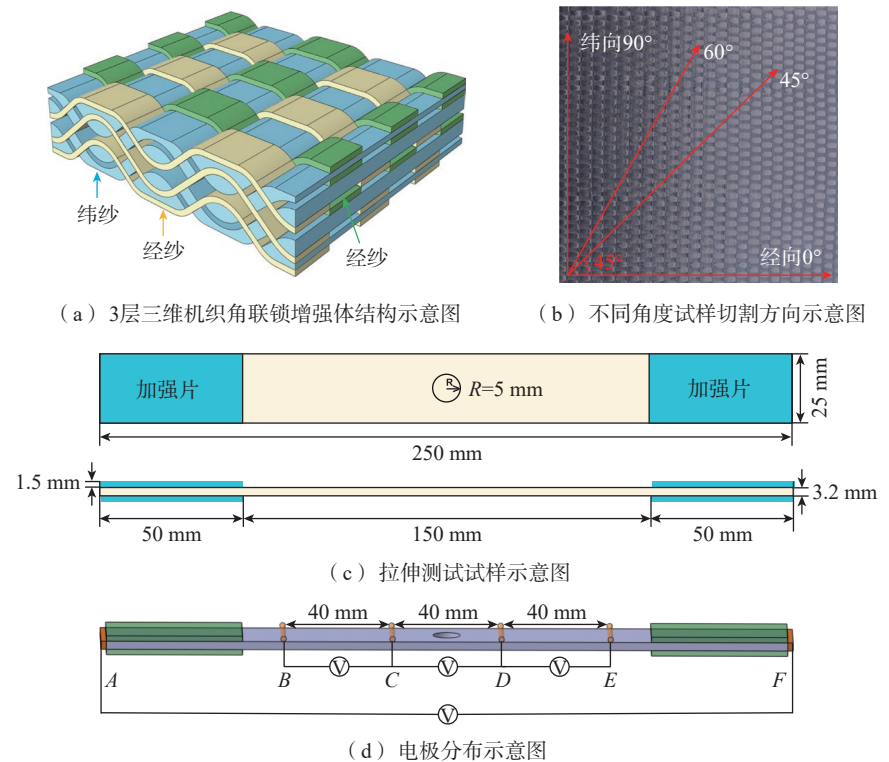 纬纱
经纱
经纱
（a）3层三维机织角联锁增强体结构示意图
纬向90°
60°
45°
45°
经向0°
（b）不同角度试样切割方向示意图
加强片
R
R=5 mm
加强片
25 mm
250 mm
1.5 mm
3.2 mm
50 mm
150 mm
50 mm
（c）拉伸测试试样示意图
40 mm
40 mm
40 mm
V
V
V
A
B
C
D
E
F
V
（d）电极分布示意图